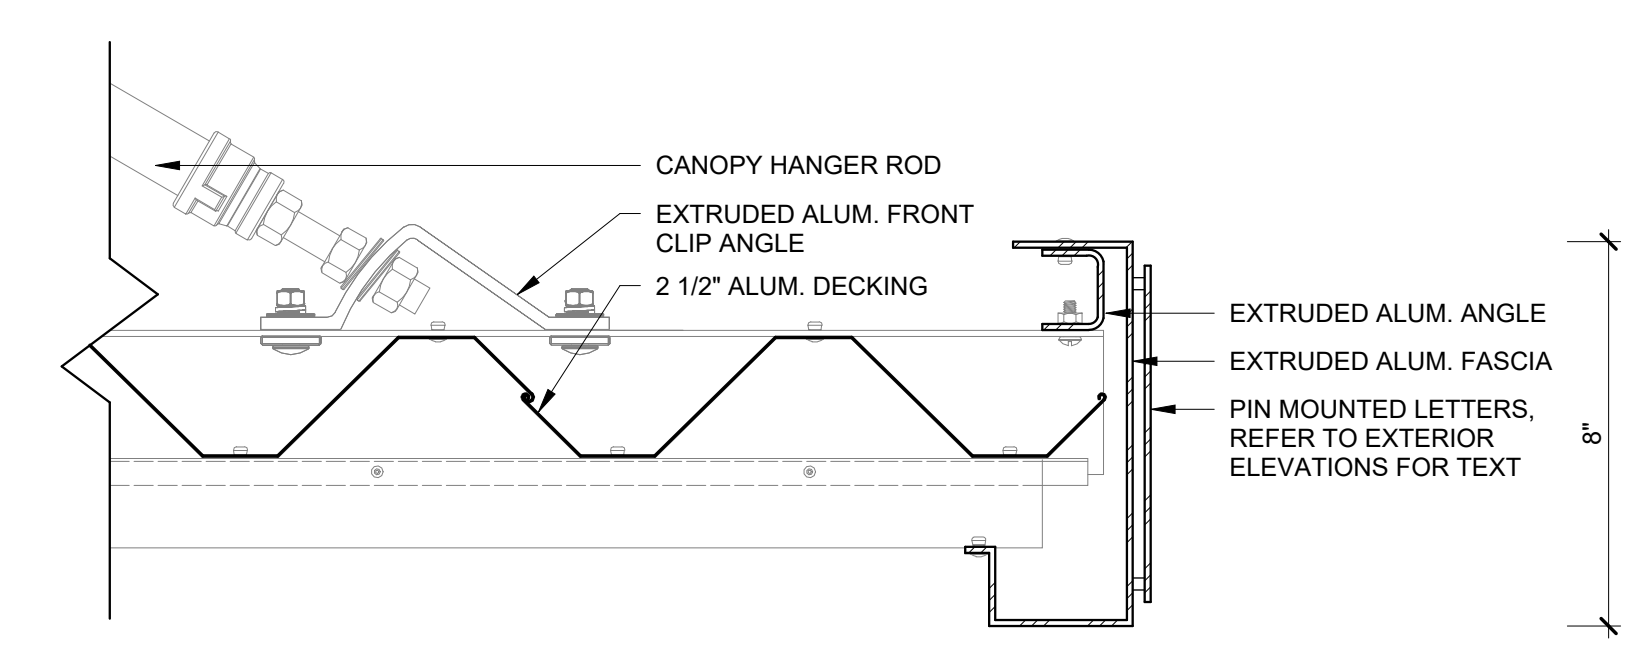 CANOPY HANGER ROD
EXTRUDED ALUM. FRONT
CLIP ANGLE
2 1/2" ALUM. DECKING
EXTRUDED ALUM. ANGLE
EXTRUDED ALUM. FASCIA
PIN MOUNTED LETTERS,
REFER TO EXTERIOR
ELEVATIONS FOR TEXT
8"